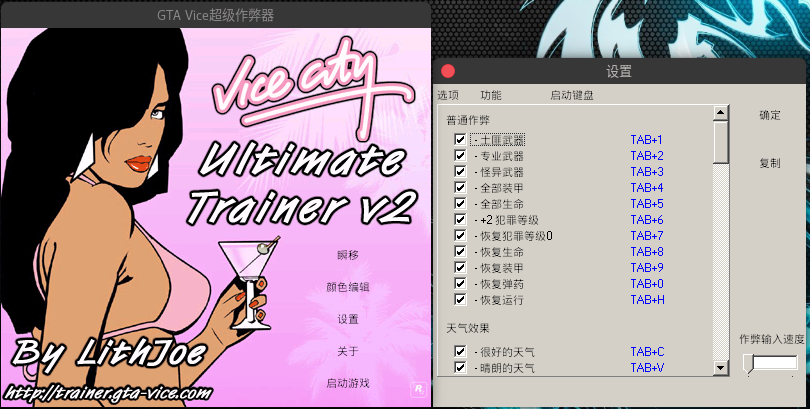 GTA Vice超级作弊器
vice city
Ultimate
Trainer v2
瞬移
颜色编辑
设置
关于
启动游戏
By LithJoe
http://trainer.gta-vice.com
R
设置
选项 功能 启动键盘
普通作弊
- 土匪武器 TAB+1
- 专业武器 TAB+2
- 怪异武器 TAB+3
- 全部装甲 TAB+4
- 全部生命 TAB+5
- +2 犯罪等级 TAB+6
- 恢复犯罪等级0 TAB+7
- 恢复生命 TAB+8
- 恢复装甲 TAB+9
- 恢复弹药 TAB+0
- 恢复运行 TAB+H
天气效果
- 很好的天气 TAB+C
- 晴朗的天气 TAB+V
确定
复制
作弊输入速度